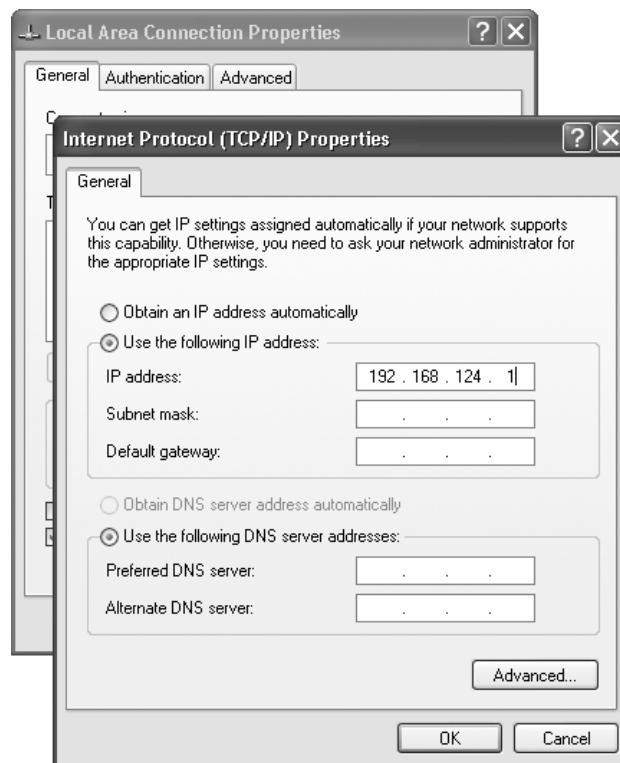 Local Area Connection Properties
General Authentication Advanced
Internet Protocol (TCP/IP) Properties
General
You can get IP settings assigned automatically if your network supports
this capability. Otherwise, you need to ask your network administrator for
the appropriate IP settings.
Obtain an IP address automatically
Use the following IP address:
IP address: 192 . 168 . 124 . 1
Subnet mask: . . .
Default gateway: . . .
Obtain DNS server address automatically
Use the following DNS server addresses:
Preferred DNS server: . . .
Alternate DNS server: . . .
Advanced...
OK Cancel